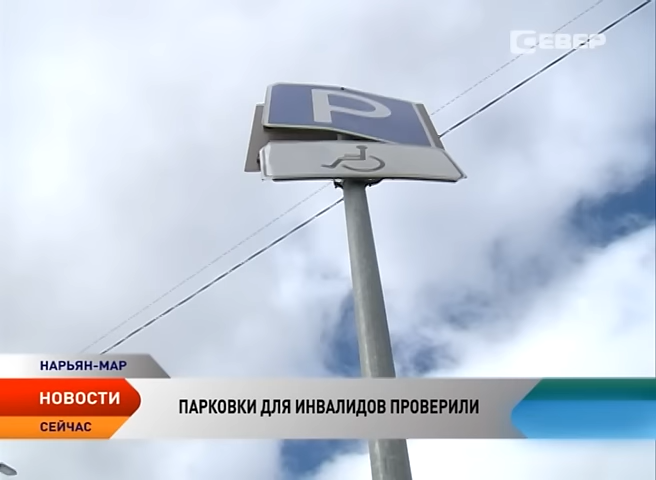 СЕВЕР
P
НАРЬЯН-МАР
НОВОСТИ
ПАРКОВКИ ДЛЯ ИНВАЛИДОВ ПРОВЕРИЛИ
СЕЙЧАС